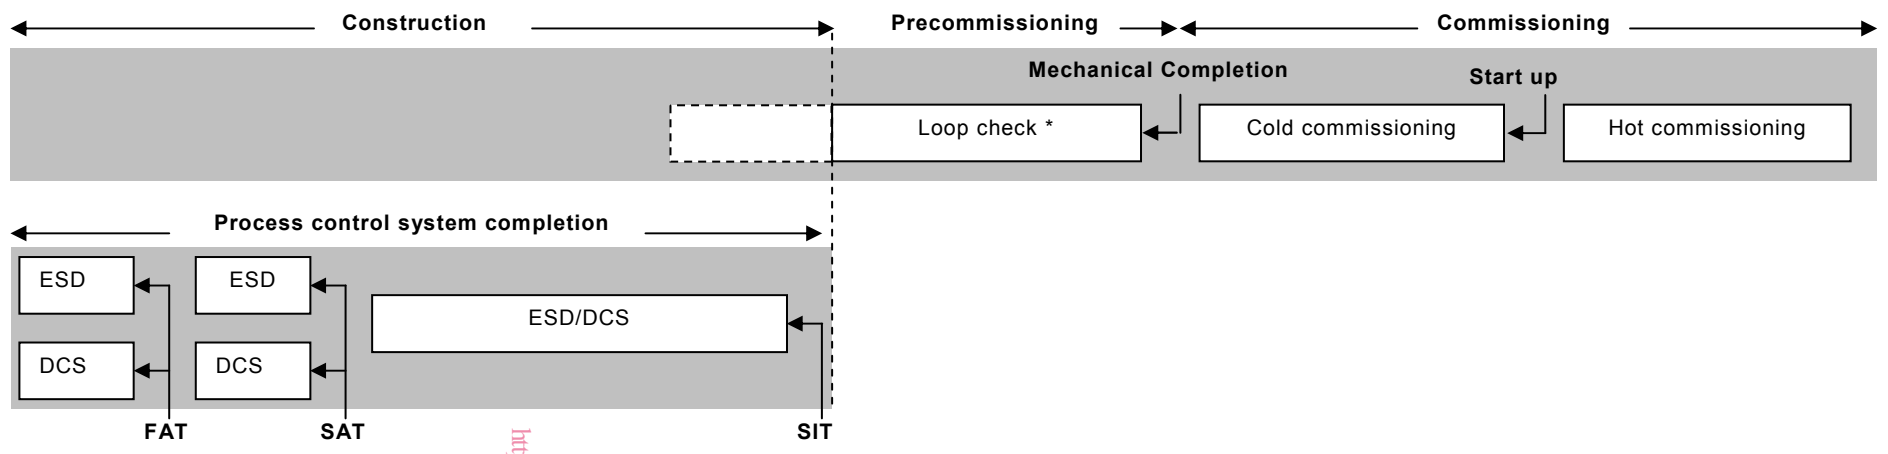 Construction
Precommissioning
Commissioning
Mechanical Completion
Start up
Loop check *
Cold commissioning
Hot commissioning
Process control system completion
ESD
ESD
ESD/DCS
DCS
DCS
FAT
SAT
SIT
htt